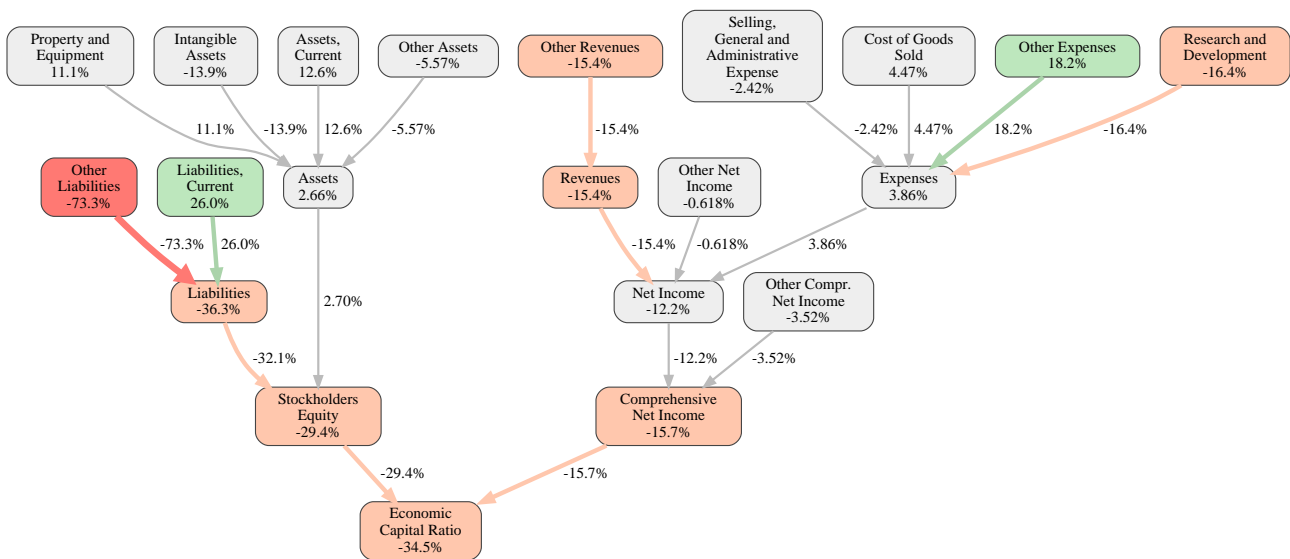 Property and
Equipment
11.1%
Intangible
Assets
-13.9%
Assets,
Current
12.6%
Other Assets
-5.57%
Other Revenues
-15.4%
Selling,
General and
Administrative
Expense
-2.42%
Cost of Goods
Sold
4.47%
Other Expenses
18.2%
Research and
Development
-16.4%
11.1%
-13.9%
12.6%
-5.57%
-15.4%
-2.42%
4.47%
18.2%
-16.4%
Other
Liabilities
-73.3%
Liabilities,
Current
26.0%
Assets
2.66%
Revenues
-15.4%
Other Net
Income
-0.618%
Expenses
3.86%
-73.3%
26.0%
-15.4%
-0.618%
3.86%
Liabilities
-36.3%
2.70%
Net Income
-12.2%
Other Compr.
Net Income
-3.52%
-32.1%
-12.2%
-3.52%
Stockholders
Equity
-29.4%
Comprehensive
Net Income
-15.7%
-29.4%
-15.7%
Economic
Capital Ratio
-34.5%